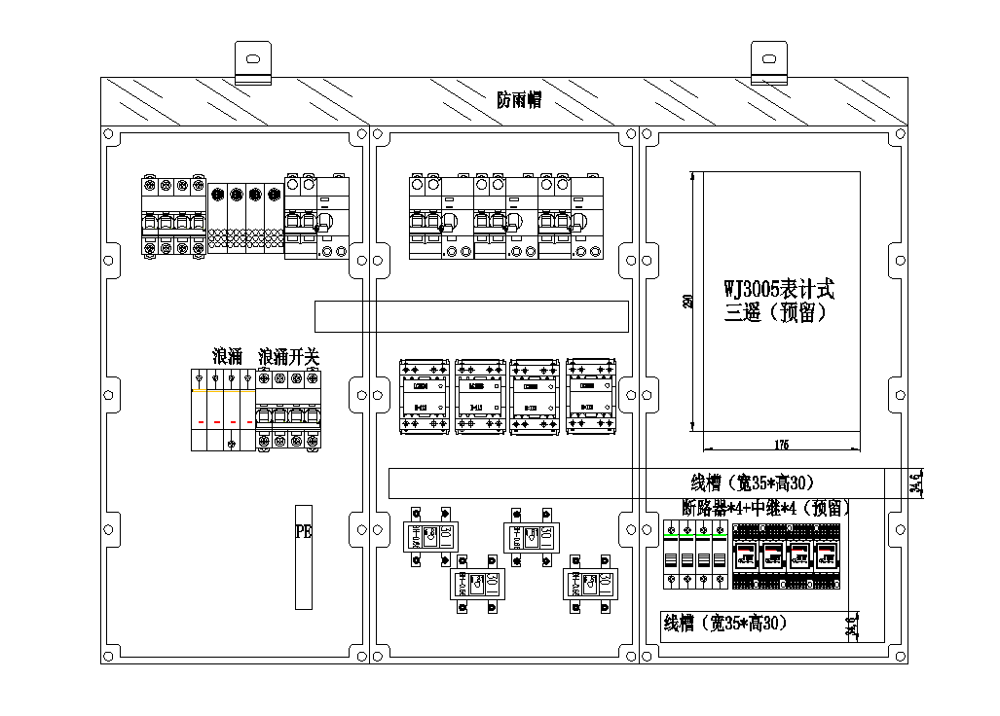 防雨帽
WJ3005表计式
三遥（预留）
290
175
浪涌
浪涌开关
线槽（宽35*高30）
34.6
断路器*4+中继*4（预留）
PE
线槽（宽35*高30）
34.6